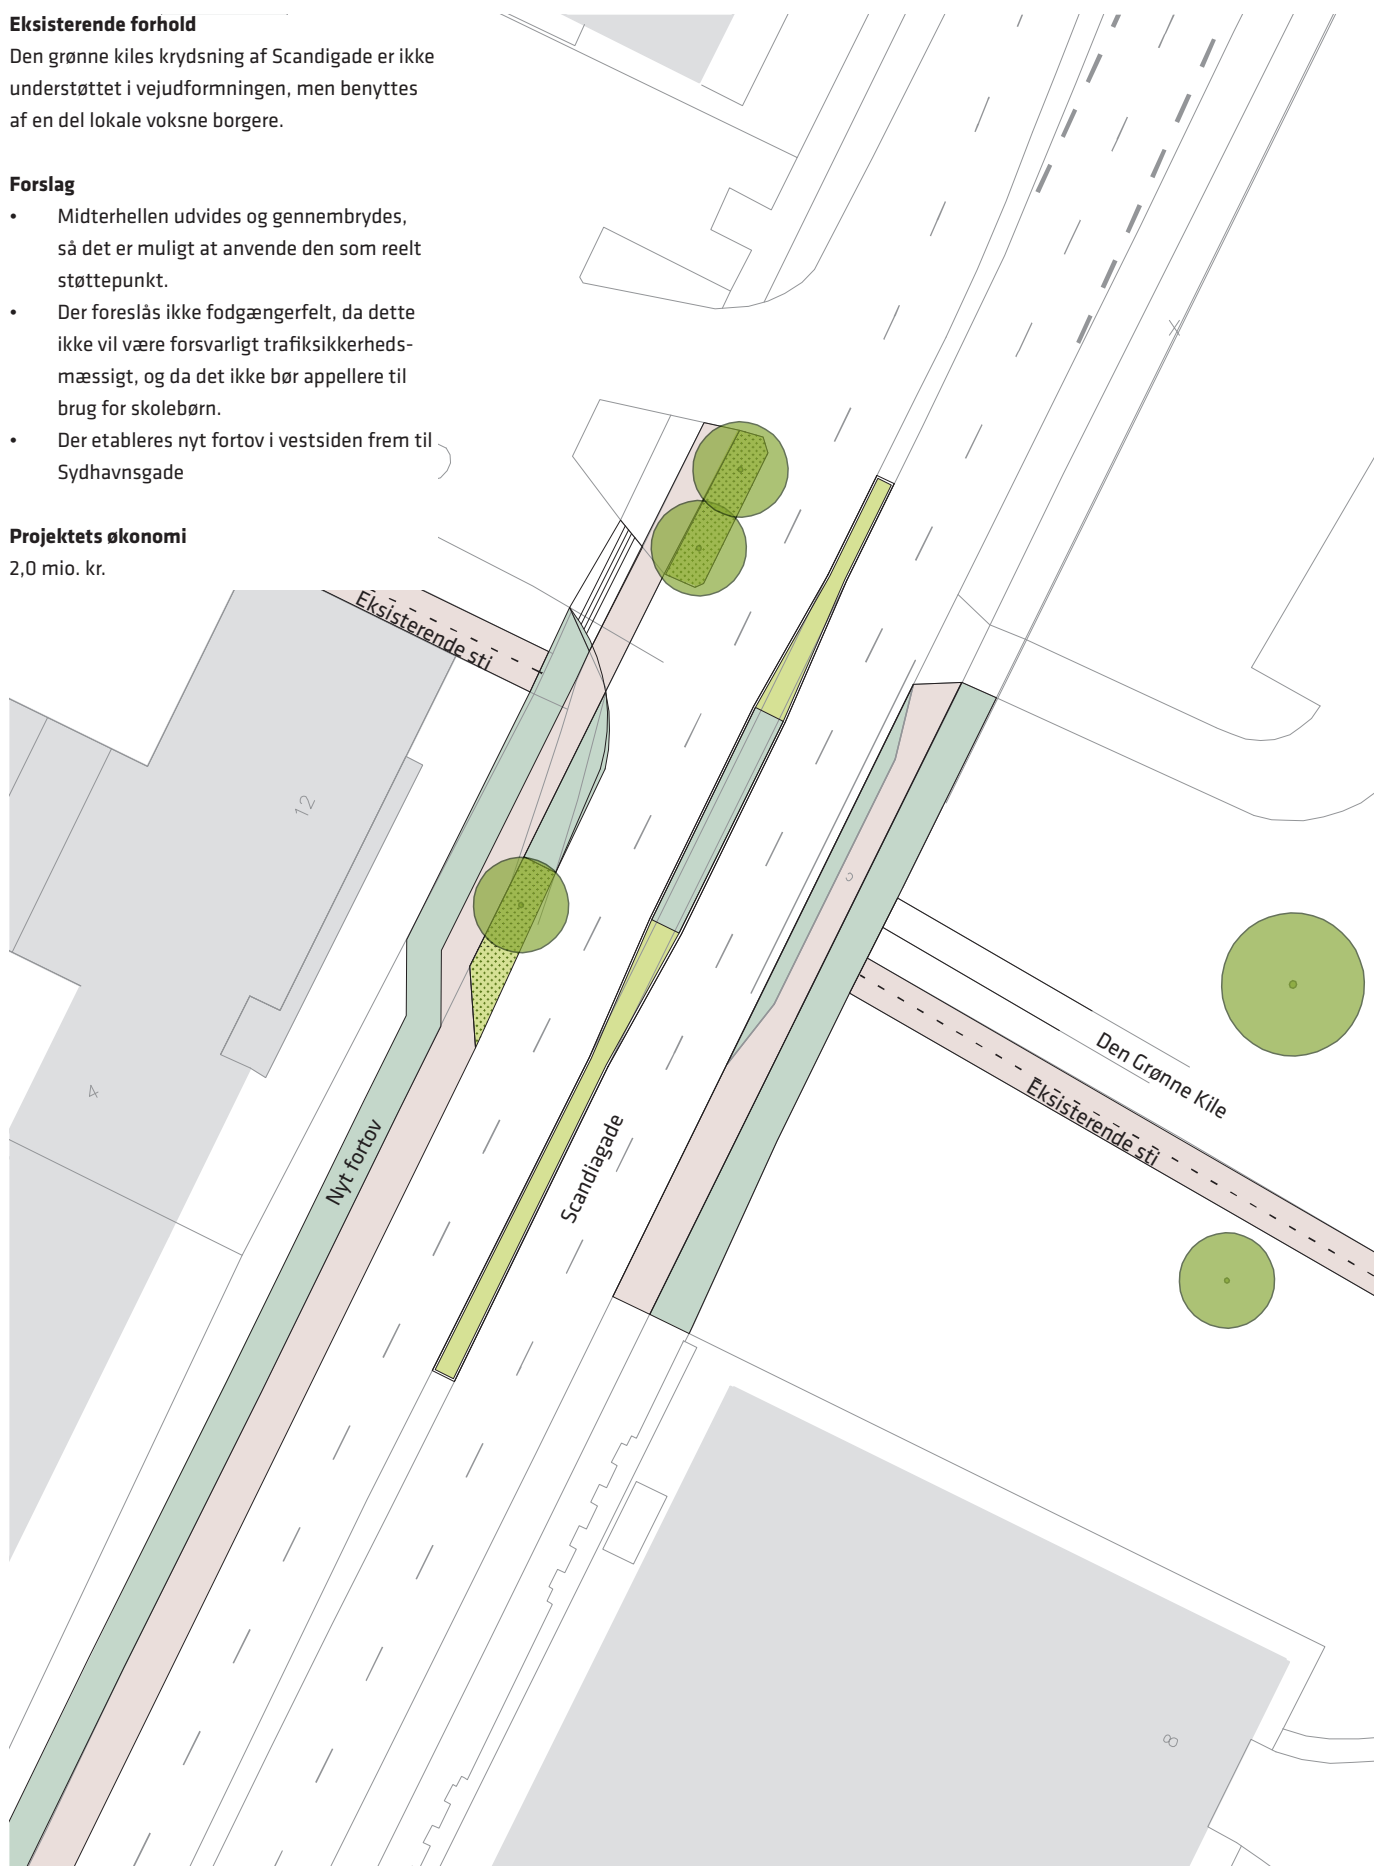 Eksisterende forhold
Den grønne kiles krydsning af Scandigade er ikke
understøttet i vejudformningen, men benyttes
af en del lokale voksne borgere.
Forslag
• Midterhellen udvides og gennembrydes,
så det er muligt at anvende den som reelt
støttepunkt.
• Der foreslås ikke fodgængerfelt, da dette
ikke vil være forsvarligt trafiksikkerheds-
mæssigt, og da det ikke bør appellere til
brug for skolebørn.
• Der etableres nyt fortov i vestsiden frem til
Sydhavnsgade
Projektets økonomi
2,0 mio. kr.
Eksisterende sti
12
4
Nyt fortov
Scandiagade
Den Grønne Kile
Eksisterende sti
8